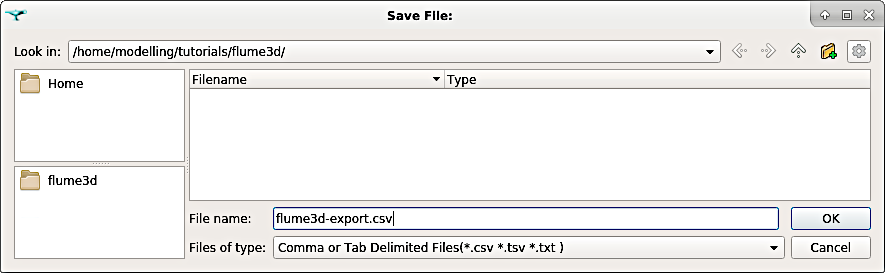 Save File:
Look in: /home/modelling/tutorials/flume3d/
Home
Filename Type
flume3d
File name: flume3d-export.csv OK
Files of type: Comma or Tab Delimited Files(*.csv *.tsv *.txt ) Cancel